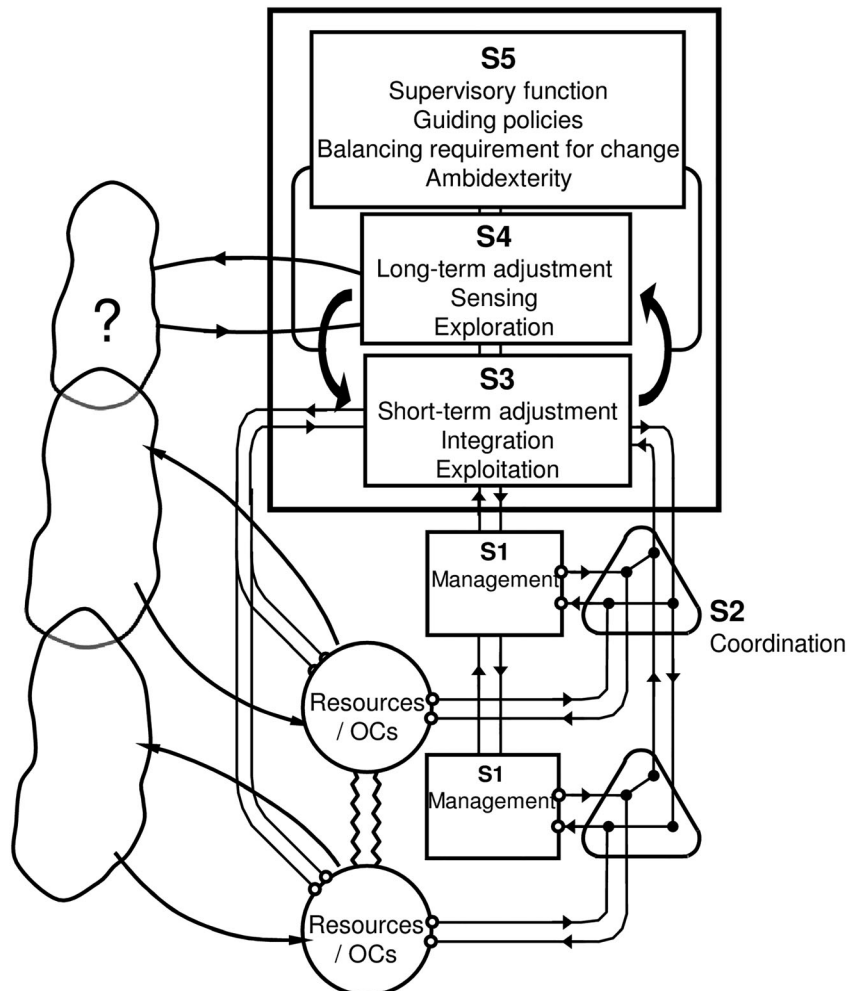 S5
Supervisory function
Guiding policies
Balancing requirement for change
Ambidexterity
S4
Long-term adjustment
Sensing
Exploration
?
S3
Short-term adjustment
Integration
Exploitation
S1
Management
S2
Coordination
Resources
/ OCs
S1
Management
Resources
/ OCs